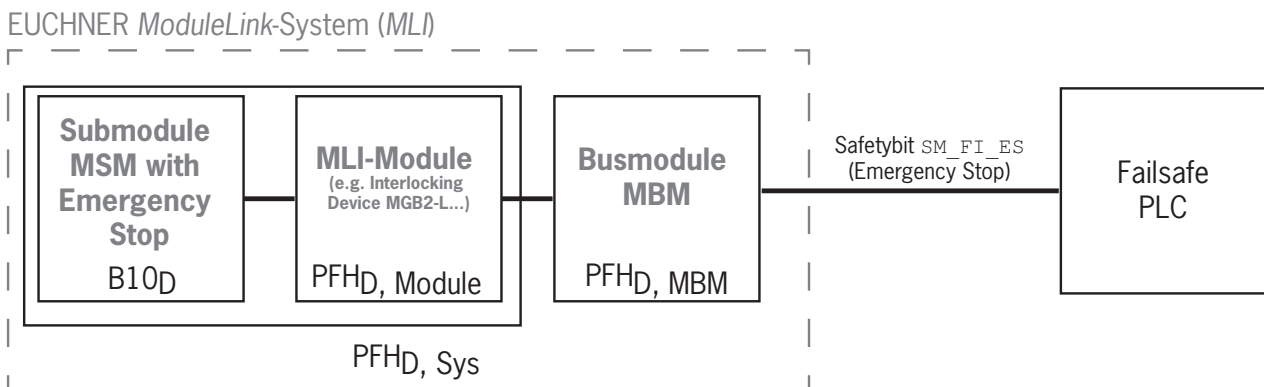 EUCHNER ModuleLink-System (MLI)
Submodule
MSM with
Emergency
Stop
B10D
MLI-Module
(e.g. Interlocking
Device MGB2-L...)
PFHD, Module
Busmodule
MBM
PFHD, MBM
Safetybit SM_FI_ES
(Emergency Stop)
Failsafe
PLC
PFHD, Sys